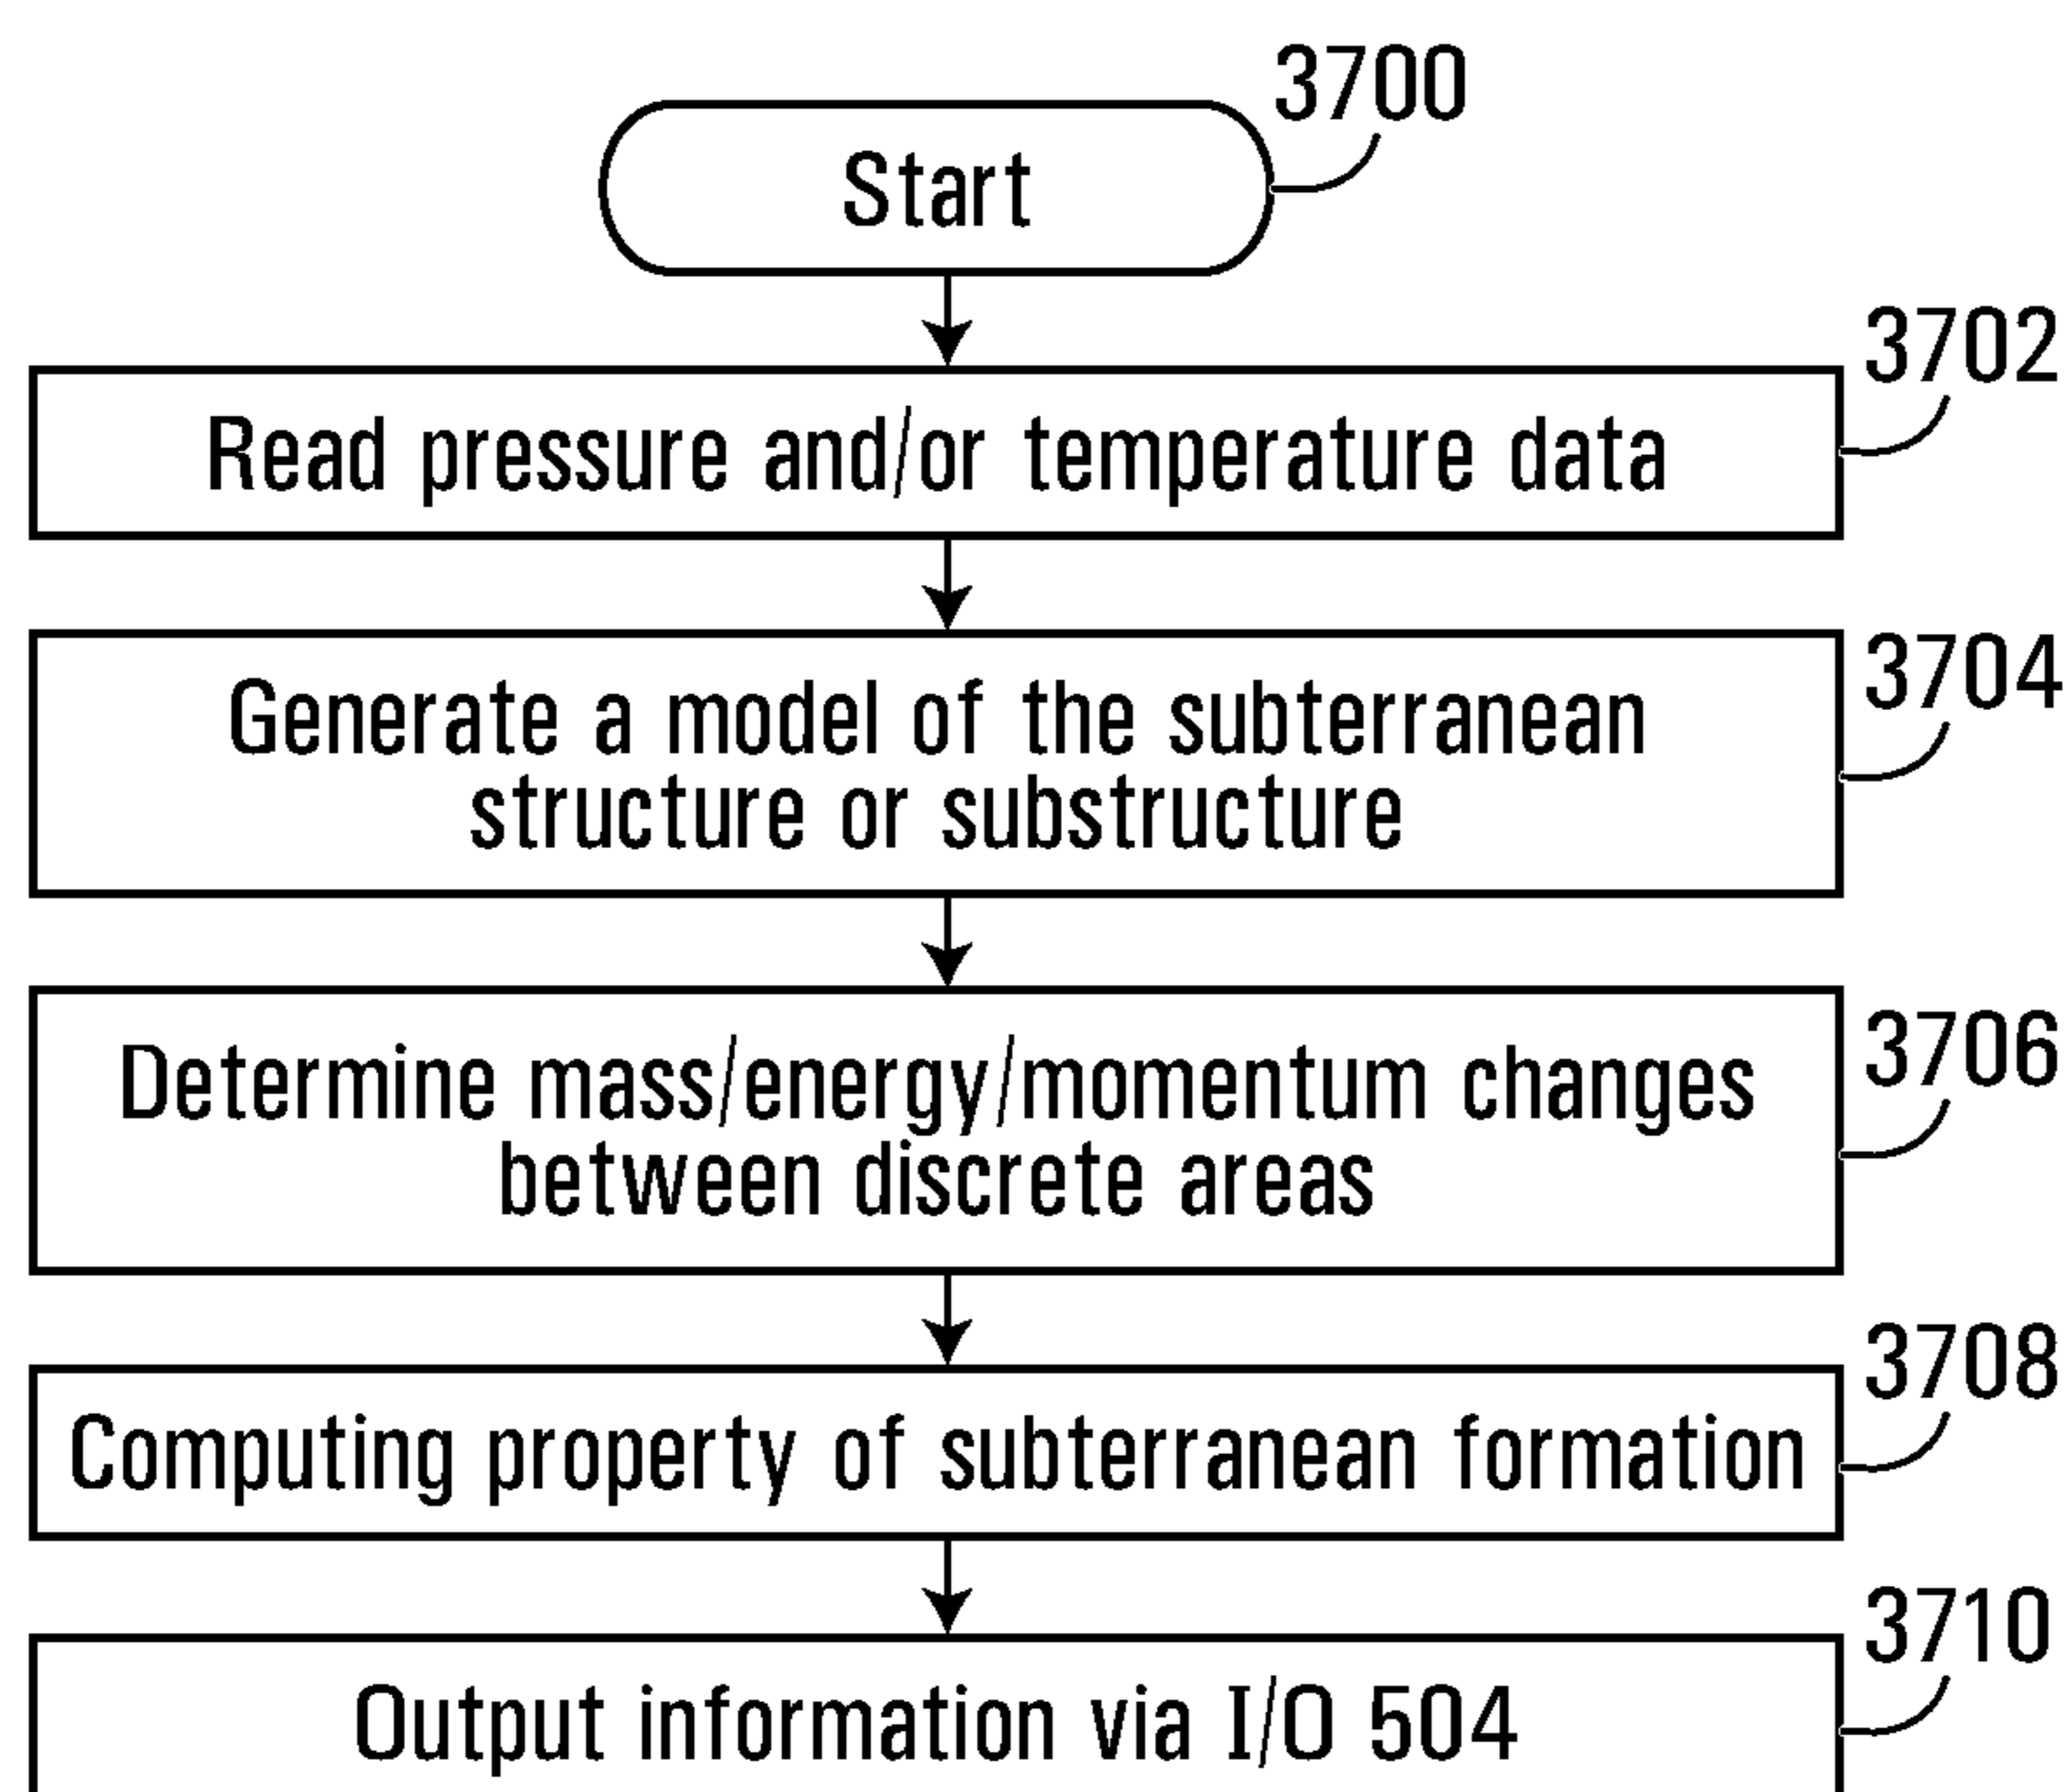 3700
Start
3702
Read pressure and/or temperature data
3704
Generate a model of the subterranean
structure or substructure
3706
Determine mass/energy/momentum changes
between discrete areas
3708
Computing property of subterranean formation
3710
Output information via I/O 504